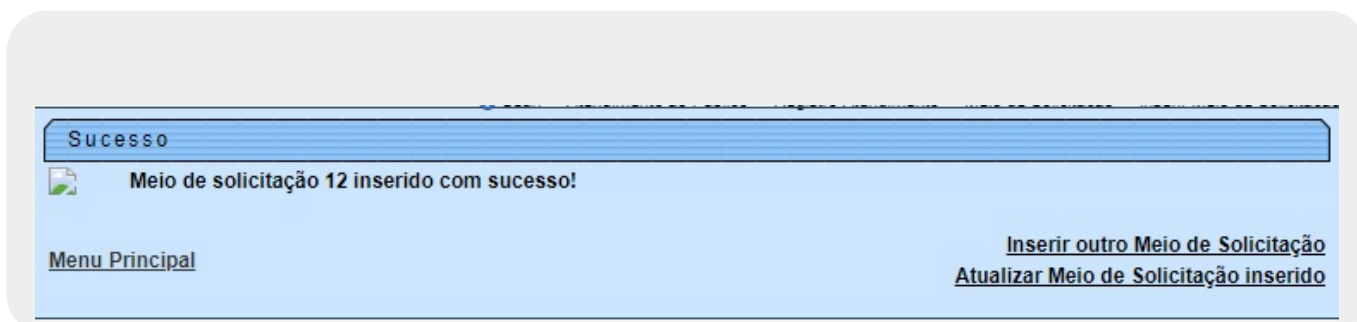 Sucesso
Meio de solicitação 12 inserido com sucesso!
Inserir outro Meio de Solicitação
Menu Principal
Atualizar Meio de Solicitação inserido